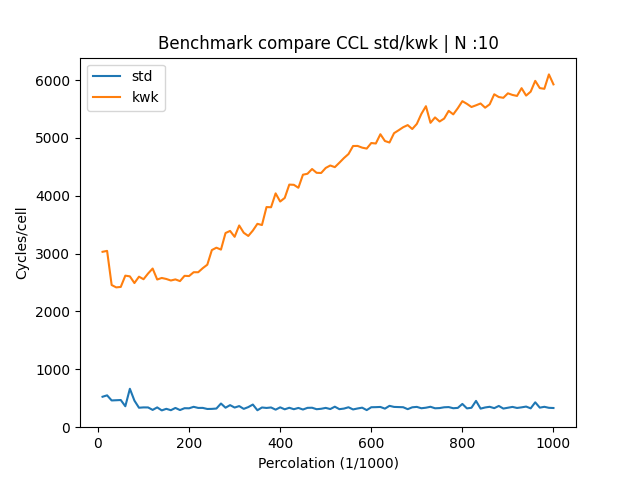 Benchmark compare CCL std/kwk | N :10
std
kwk
Cycles/cell
6000
5000
4000
3000
2000
1000
0
0 200 400 600 800 1000
Percolation (1/1000)